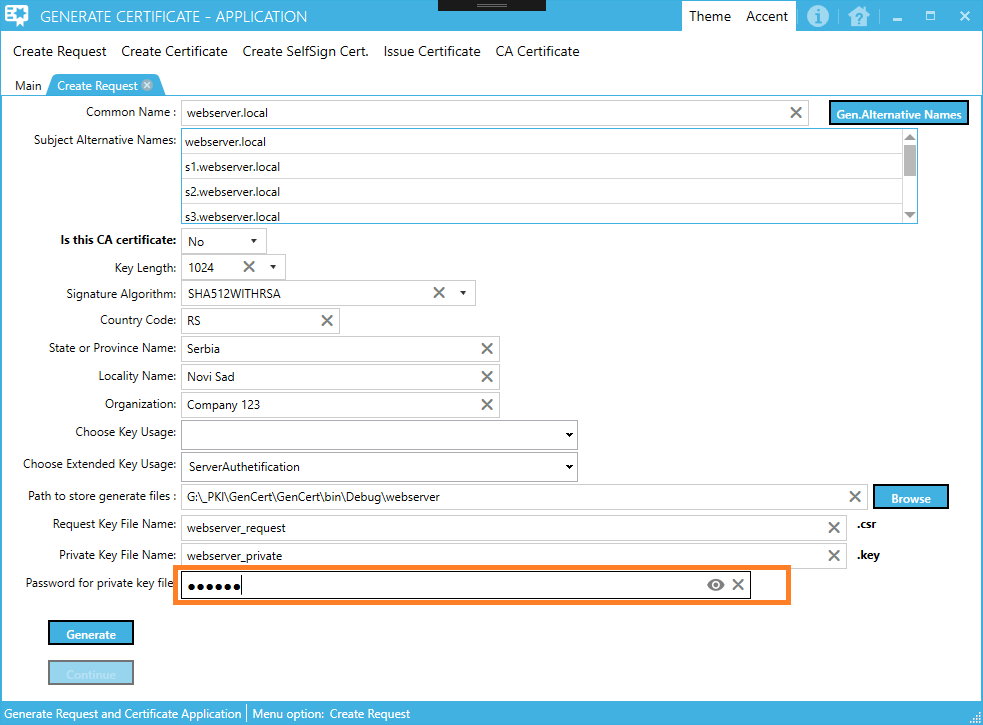 GENERATE CERTIFICATE - APPLICATION Theme Accent
Create Request Create Certificate Create SelfSign Cert. Issue Certificate CA Certificate
Main Create Request
Common Name : webserver.local Gen.Alternative Names
Subject Alternative Names: webserver.local
s1.webserver.local
s2.webserver.local
s3.webserver.local
Is this CA certificate: No
Key Length: 1024
Signature Algorithm: SHA512WITHRSA
Country Code: RS
State or Province Name: Serbia
Locality Name: Novi Sad
Organization: Company 123
Choose Key Usage:
Choose Extended Key Usage: ServerAuthetification
Path to store generate files : G:\_PKI\GenCert\GenCert\bin\Debug\webserver Browse
Request Key File Name: webserver_request .csr
Private Key File Name: webserver_private .key
Password for private key file ●●●●●●
Generate
Continue
Generate Request and Certificate Application Menu option: Create Request